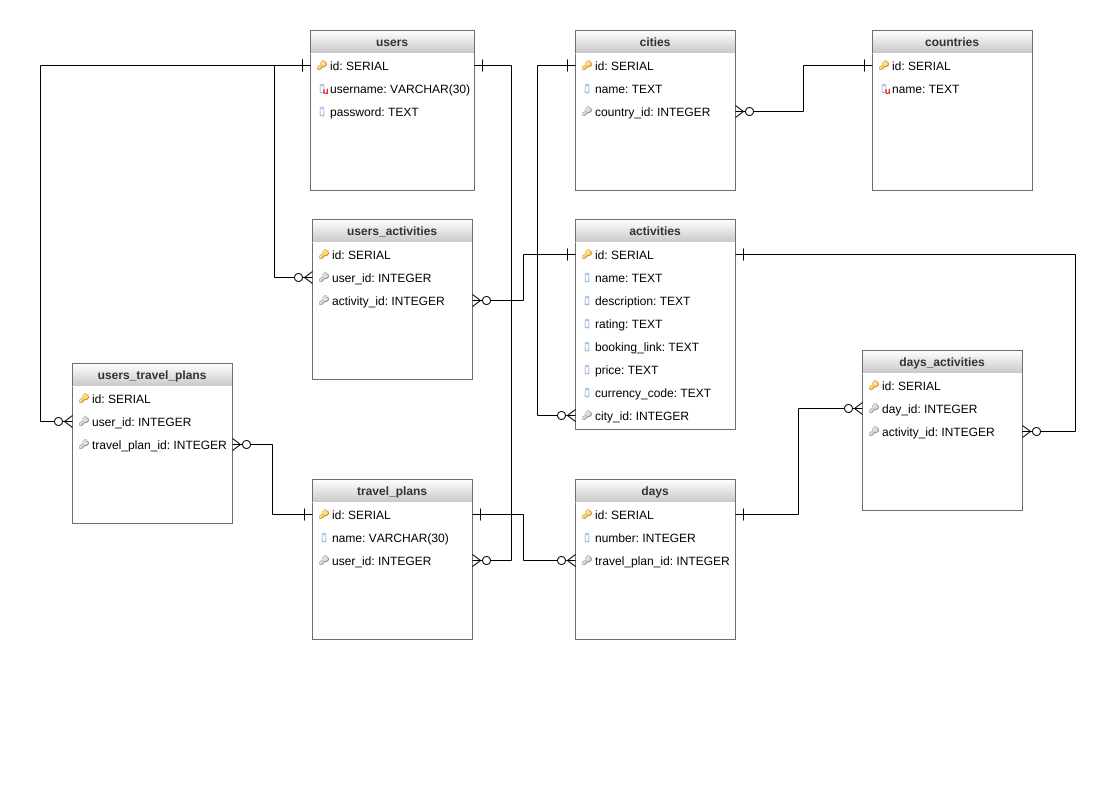 users
id: SERIAL
username: VARCHAR(30)
password: TEXT
cities
id: SERIAL
name: TEXT
country_id: INTEGER
countries
id: SERIAL
name: TEXT
users_activities
id: SERIAL
user_id: INTEGER
activity_id: INTEGER
activities
id: SERIAL
name: TEXT
description: TEXT
rating: TEXT
booking_link: TEXT
price: TEXT
currency_code: TEXT
city_id: INTEGER
days_activities
id: SERIAL
day_id: INTEGER
activity_id: INTEGER
users_travel_plans
id: SERIAL
user_id: INTEGER
travel_plan_id: INTEGER
travel_plans
id: SERIAL
name: VARCHAR(30)
user_id: INTEGER
days
id: SERIAL
number: INTEGER
travel_plan_id: INTEGER